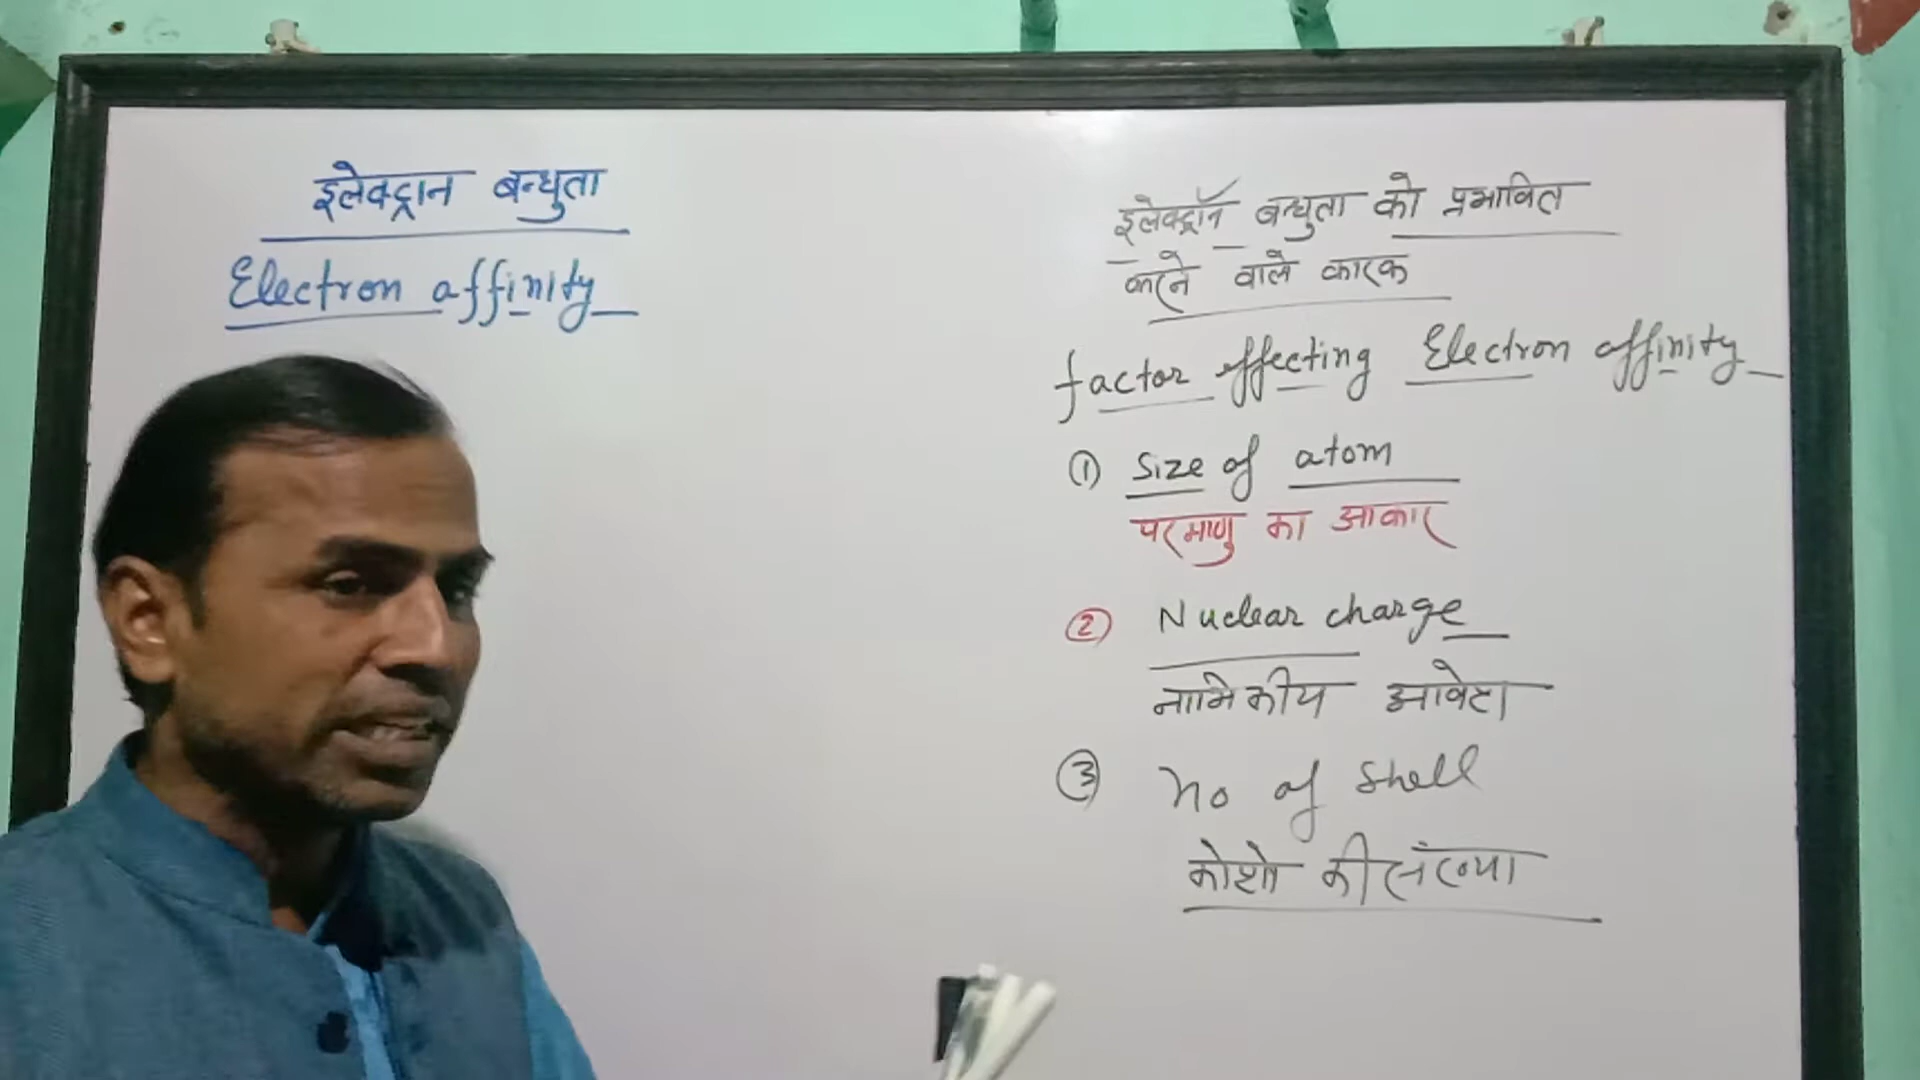 इलेक्ट्रान बन्धुता
Electron affinity
इलेक्ट्रॉन बन्धुता को प्रभावित
करने वाले कारक
factor effecting Electron affinity
① Size of atom
परमाणु का आकार
② Nuclear charge
नाभिकीय आवेश
③ no of shell
कोशो की संख्या